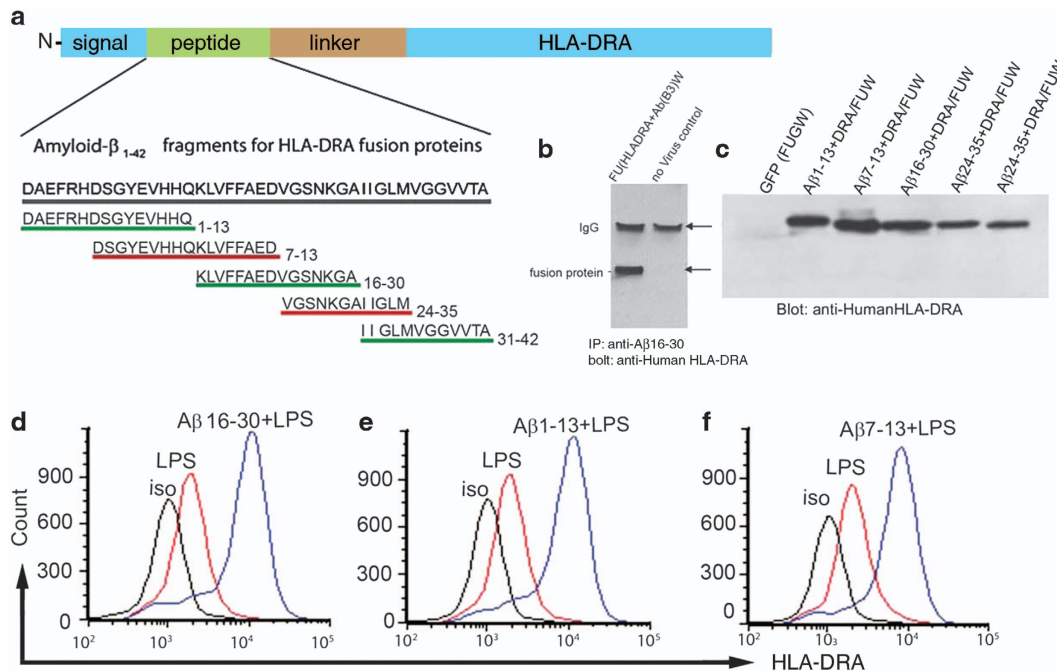 a
N- signal peptide linker HLA-DRA
Amyloid-β 1-42 fragments for HLA-DRA fusion proteins
DAEFRHDSGYEVHHQKLVFFAEDVGSNKGAIIGLMVGGVVTA
DAEFRHDSGYEVHHQ 1-13
DSGYEVHHQKLVFFAED 7-13
KLVFFAEDVGSNKGA 16-30
VGSNKGAIIGLM 24-35
IIGLMVGGVVTA 31-42
b
FU(HLADRA+Ab(B3)W
no Virus control
IgG
fusion protein -
IP: anti-Aβ16-30
bolt: anti-Human HLA-DRA
c
GFP (FUGW)
Aβ1-13+DRA/FUW
Aβ7-13+DRA/FUW
Aβ16-30+DRA/FUW
Aβ24-35+DRA/FUW
Aβ24-35+DRA/FUW
Blot: anti-HumanHLA-DRA
d
Aβ 16-30+LPS
LPS
iso
Count
900
600
300
0
10² 10³ 10⁴ 10⁵
e
Aβ1-13+LPS
LPS
iso
900
600
300
0
10² 10³ 10⁴ 10⁵
f
Aβ7-13+LPS
LPS
iso
900
600
300
0
10² 10³ 10⁴ 10⁵
HLA-DRA